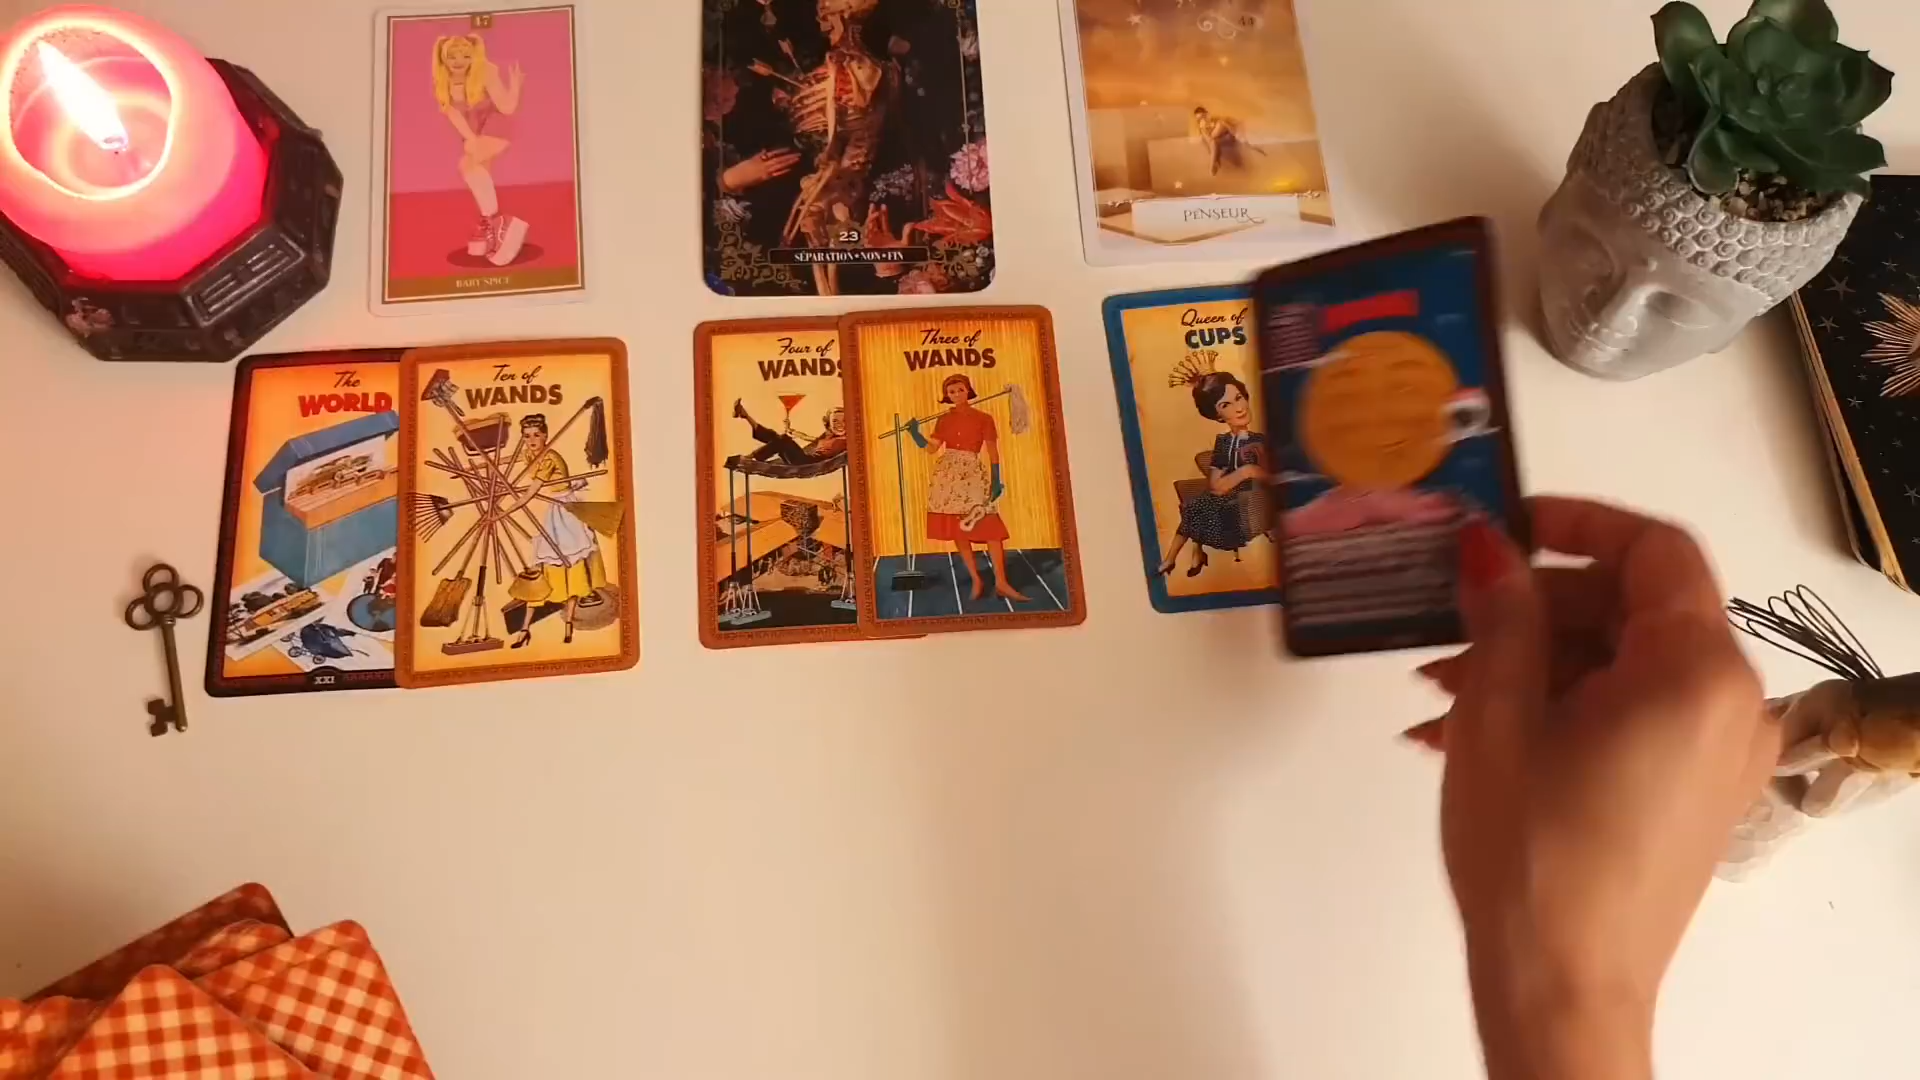 47
BABY SPICE
23
SÉPARATION • NON • FIN
44
PENSEUR
The
WORLD
XXI
Ten of
WANDS
Four of
WANDS
Three of
WANDS
Queen of
CUPS